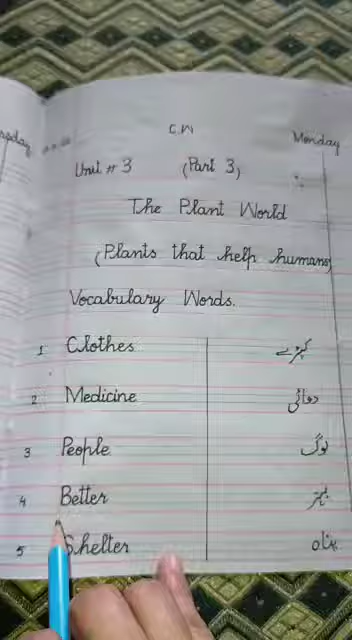 C.W
Monday
Unit # 3 (Part 3)
The Plant World
(Plants that help humans)
Vocabulary Words.
1 Clothes کپڑے
2 Medicine دوائی
3 People لوگ
4 Better بہتر
5 Shelter پناہ